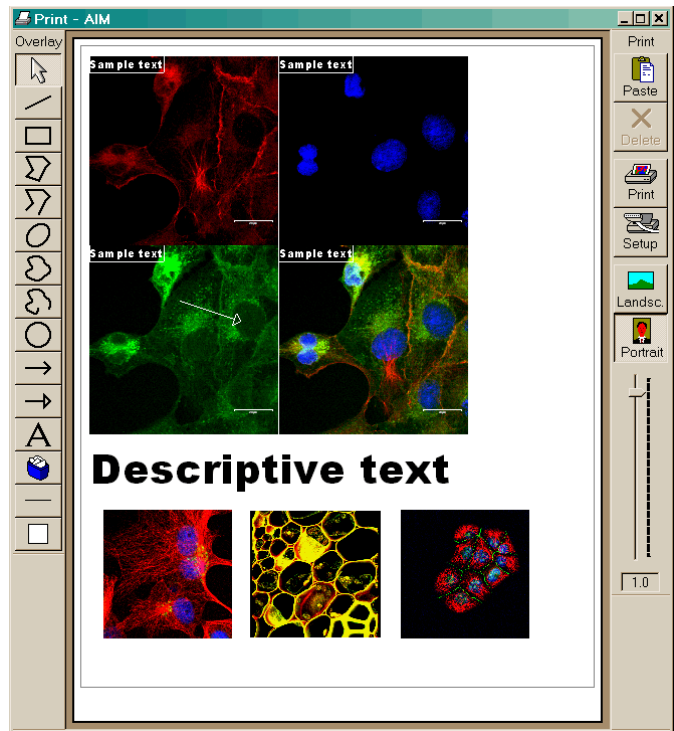 Print - AIM
Overlay
Print
Sample text
Sample text
Paste
Delete
Print
Setup
Sample text
Sample text
Landsc.
Portrait
A
Descriptive text
1.0